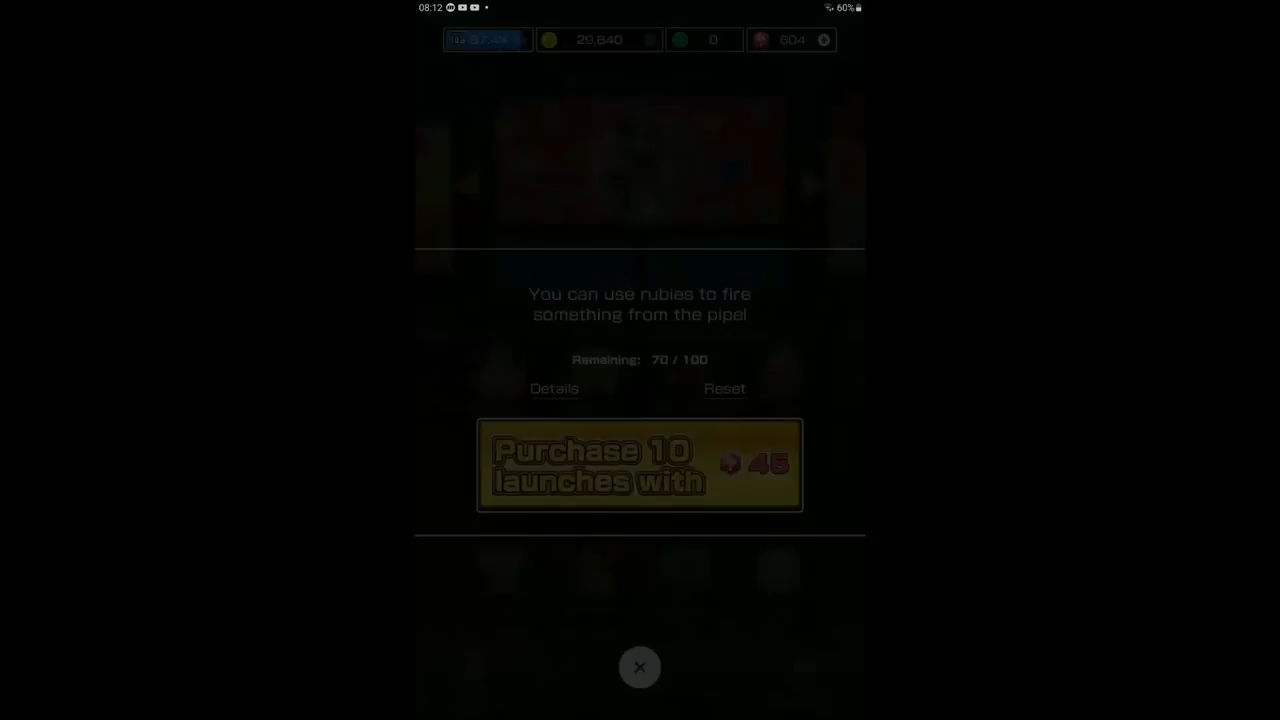 08:12 60%
29,640 0 604
You can use rubies to fire
something from the pipe!
Remaining: 70 / 100
Details Reset
Purchase 10
launches with 45